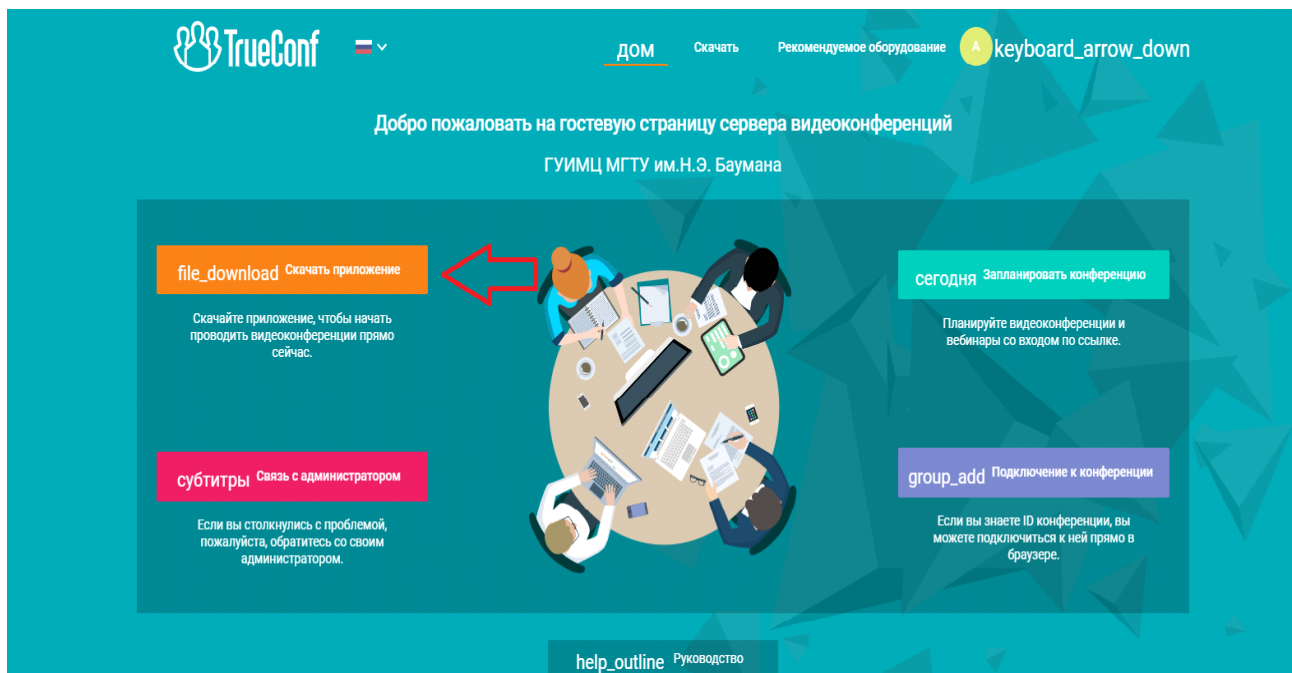 TrueConf
дом Скачать Рекомендуемое оборудование А keyboard_arrow_down
Добро пожаловать на гостевую страницу сервера видеоконференций
ГУИМЦ МГТУ им.Н.Э. Баумана
file_download Скачать приложение
Скачайте приложение, чтобы начать
проводить видеоконференции прямо
сейчас.
сегодня Запланировать конференцию
Планируйте видеоконференции и
вебинары со входом по ссылке.
субтитры Связь с администратором
Если вы столкнулись с проблемой,
пожалуйста, обратитесь со своим
администратором.
group_add Подключение к конференции
Если вы знаете ID конференции, вы
можете подключиться к ней прямо в
браузере.
help_outline Руководство